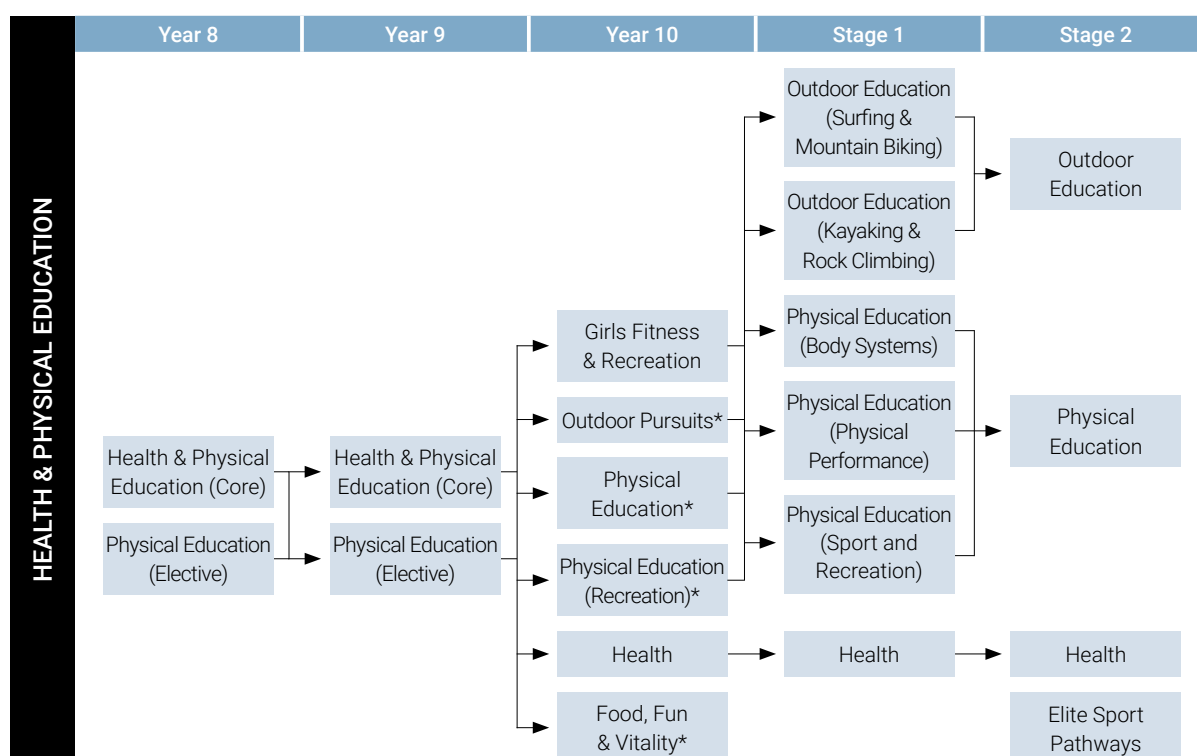 HEALTH & PHYSICAL EDUCATION
Year 8
Year 9
Year 10
Stage 1
Stage 2
Health & Physical
Education (Core)
Physical Education
(Elective)
Health & Physical
Education (Core)
Physical Education
(Elective)
Girls Fitness
& Recreation
Outdoor Pursuits*
Physical
Education*
Physical Education
(Recreation)*
Health
Food, Fun
& Vitality*
Outdoor Education
(Surfing &
Mountain Biking)
Outdoor Education
(Kayaking &
Rock Climbing)
Physical Education
(Body Systems)
Physical Education
(Physical
Performance)
Physical Education
(Sport and
Recreation)
Health
Outdoor
Education
Physical
Education
Health
Elite Sport
Pathways